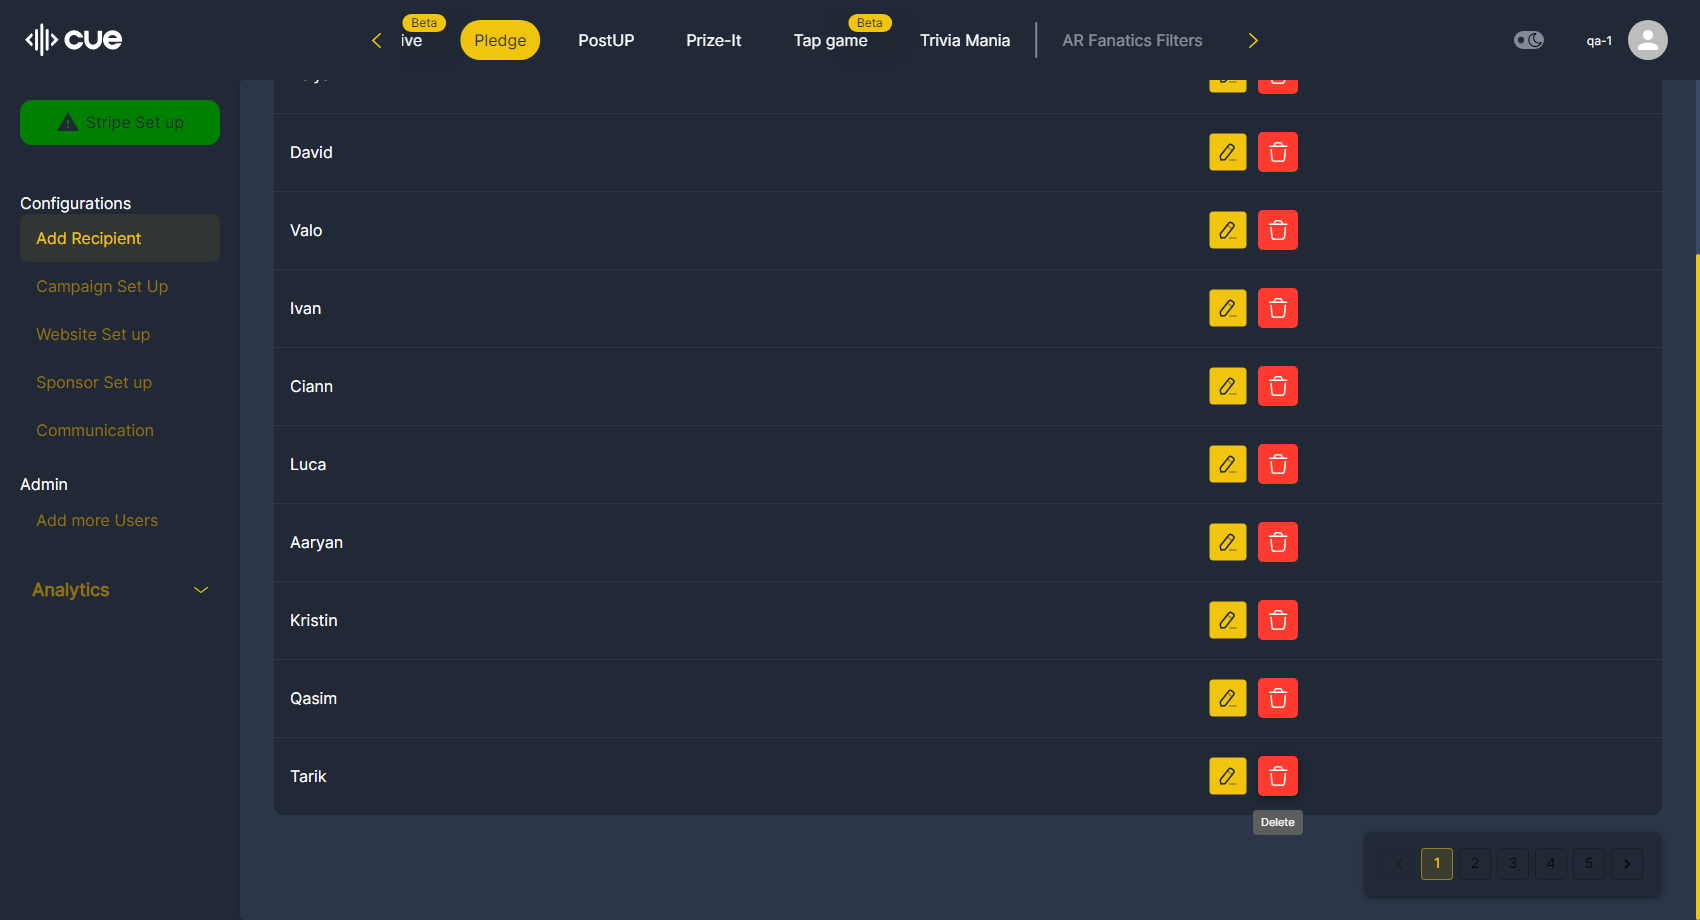 cue
Beta
ive
Pledge
PostUP
Prize-It
Beta
Tap game
Trivia Mania
AR Fanatics Filters
qa-1
Stripe Set up
Configurations
Add Recipient
Campaign Set Up
Website Set up
Sponsor Set up
Communication
Admin
Add more Users
Analytics
David
Valo
Ivan
Ciann
Luca
Aaryan
Kristin
Qasim
Tarik
Delete
1 2 3 4 5